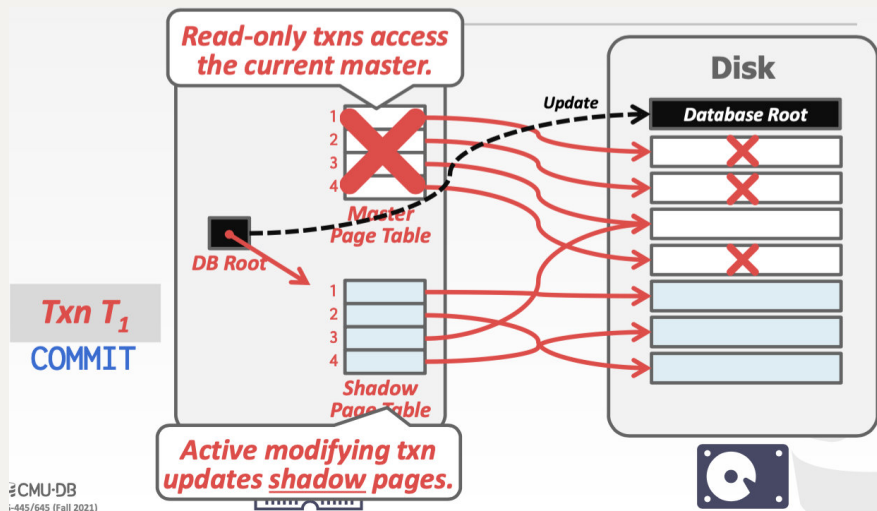 Read-only txns access
the current master.
Disk
Update
Database Root
1
2
3
4
Master
Page Table
DB Root
1
2
3
4
Txn T1
COMMIT
Shadow
Page Table
Active modifying txn
updates shadow pages.
CMU·DB
-445/645 (Fall 2021)